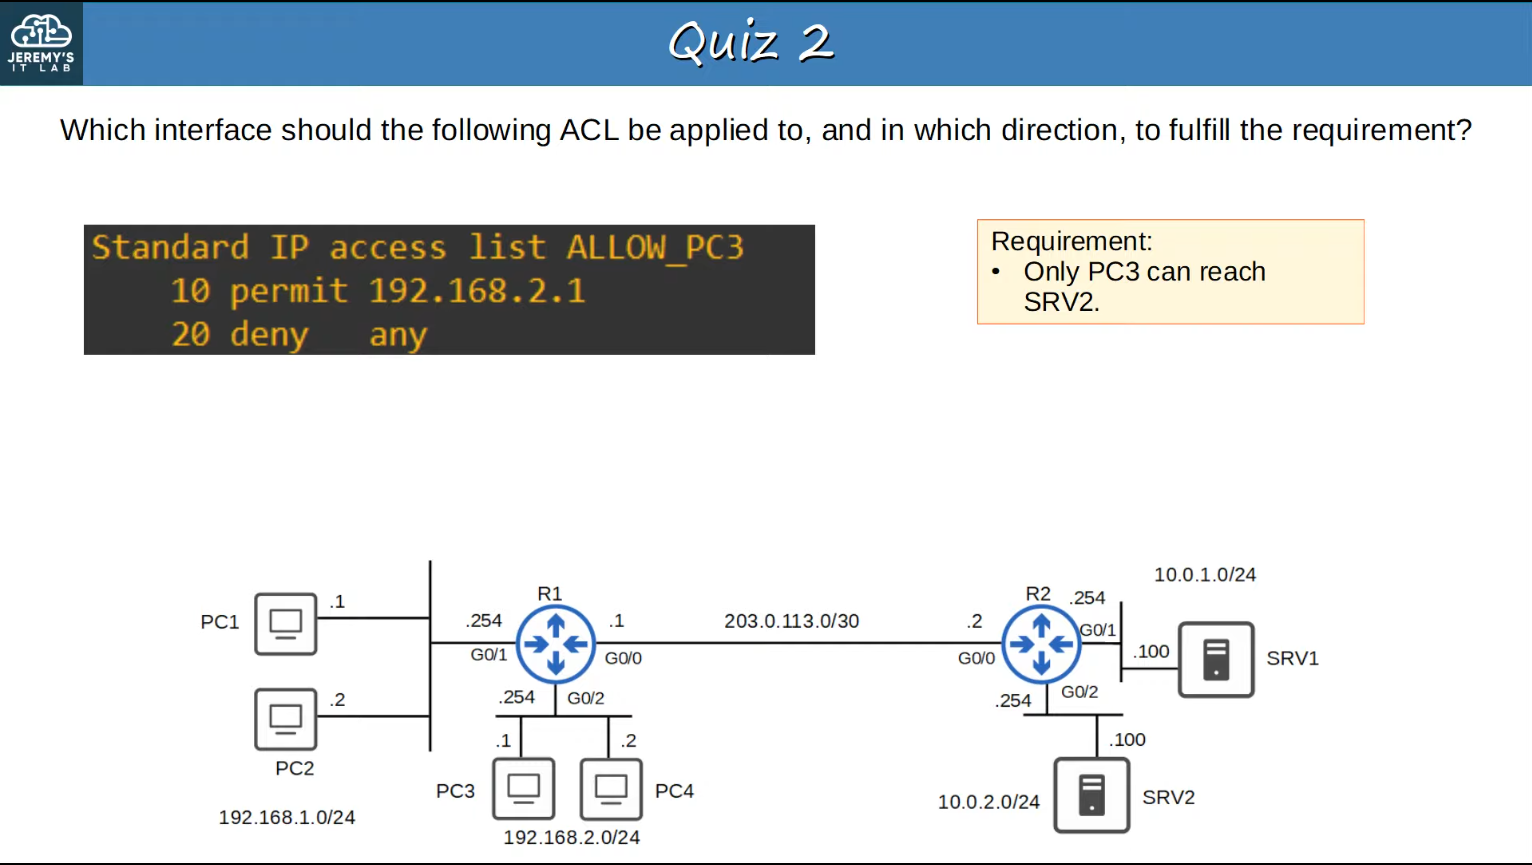 JEREMY'S
IT LAB
Quiz 2
Which interface should the following ACL be applied to, and in which direction, to fulfill the requirement?
Standard IP access list ALLOW_PC3
10 permit 192.168.2.1
20 deny any
Requirement:
• Only PC3 can reach
SRV2.
PC1
.1
PC2
.2
192.168.1.0/24
.254
G0/1
R1
.1
G0/0
.254
G0/2
.1
.2
PC3
PC4
192.168.2.0/24
203.0.113.0/30
.2
G0/0
R2
.254
G0/1
10.0.1.0/24
.100
SRV1
.254
G0/2
.100
10.0.2.0/24
SRV2